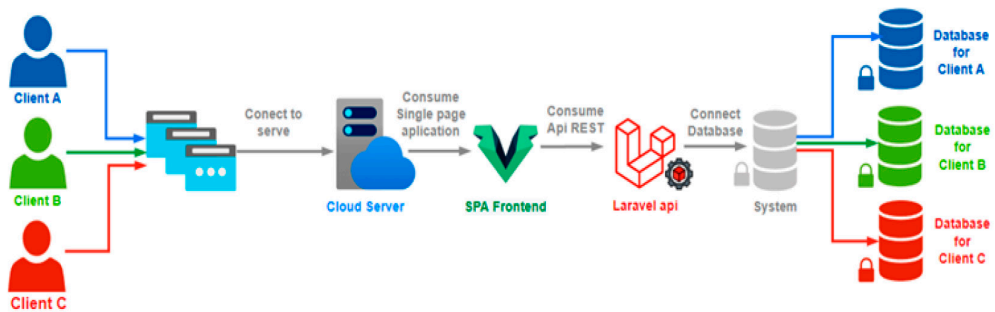 Client A
Client B
Client C
Conect to
serve
Cloud Server
Consume
Single page
aplication
SPA Frontend
Consume
Api REST
Laravel api
Connect
Database
System
Database
for
Client A
Database
for
Client B
Database
for
Client C